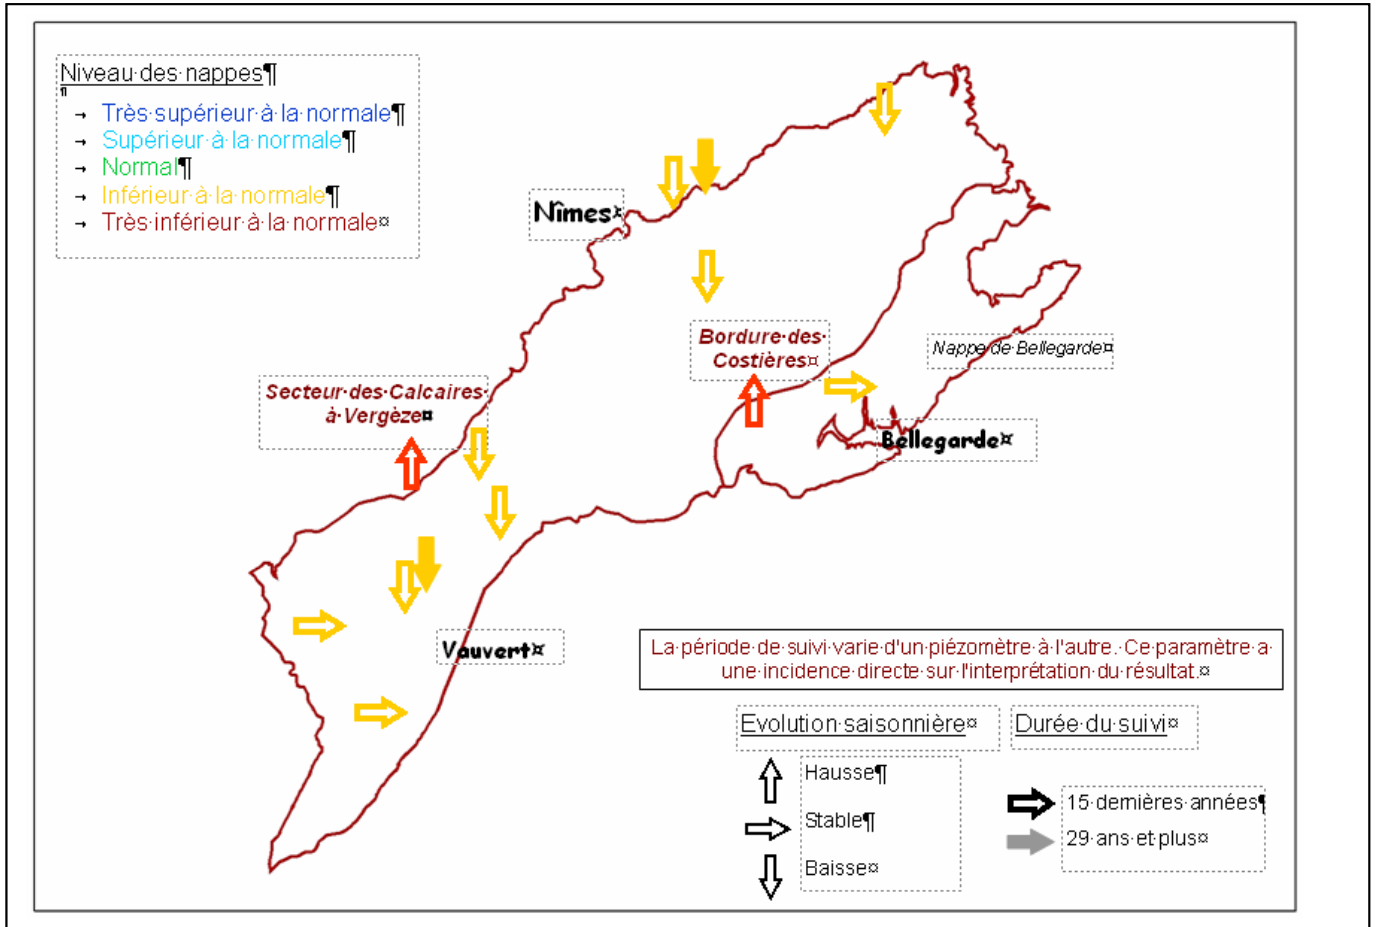 Niveau·des·nappes¶
¶
→ Très·supérieur·à·la·normale¶
→ Supérieur·à·la·normale¶
→ Normal¶
→ Inférieur·à·la·normale¶
→ Très·inférieur·à·la·normale¤
Nîmes¤
Bordure·des·
Costières¤
Nappe·de·Bellegarde¤
Secteur·des·Calcaires·
à·Vergèze¤
Bellegarde¤
Vauvert¤
La·période·de·suivi·varie·d'un·piézomètre·à·l'autre.·Ce·paramètre·a·
une·incidence·directe·sur·l'interprétation·du·résultat.¤
Evolution·saisonnière¤
Hausse¶
Stable¶
Baisse¤
Durée·du·suivi¤
15·dernières·années¶
29·ans·et·plus¤